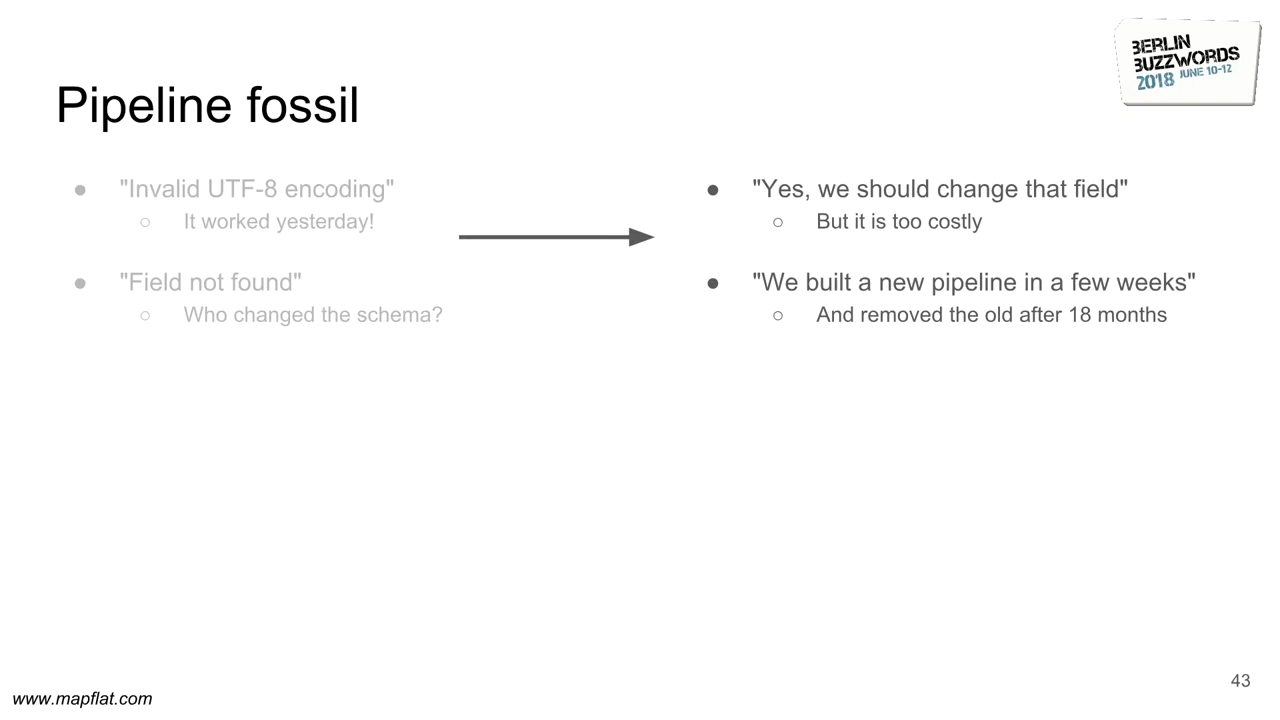 BERLIN
BUZZWORDS
2018 JUNE 10-12
Pipeline fossil
● "Invalid UTF-8 encoding"
○ It worked yesterday!
● "Field not found"
○ Who changed the schema?
● "Yes, we should change that field"
○ But it is too costly
● "We built a new pipeline in a few weeks"
○ And removed the old after 18 months
43
www.mapflat.com